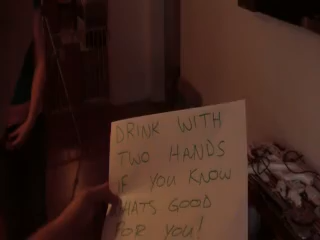 DRINK WITH
TWO HANDS
IF YOU KNOW
WHATS GOOD
FOR YOU!